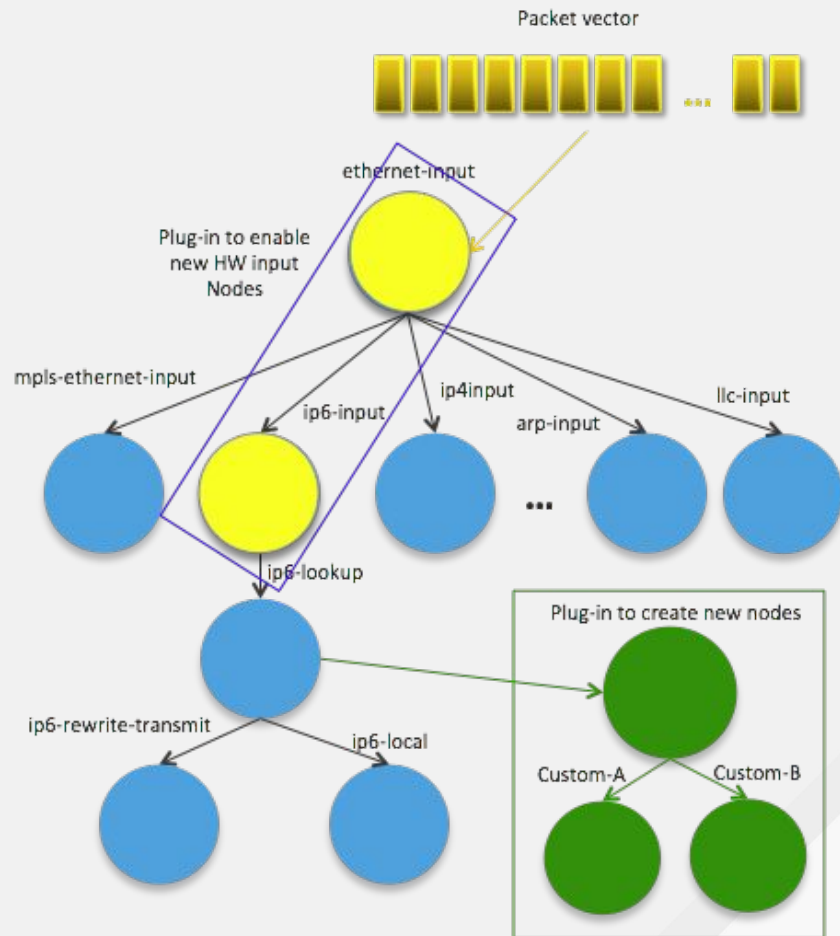 Packet vector
...
ethernet-input
Plug-in to enable
new HW input
Nodes
mpls-ethernet-input
ip6-input
ip4input
arp-input
llc-input
...
ip6-lookup
Plug-in to create new nodes
ip6-rewrite-transmit
ip6-local
Custom-A
Custom-B